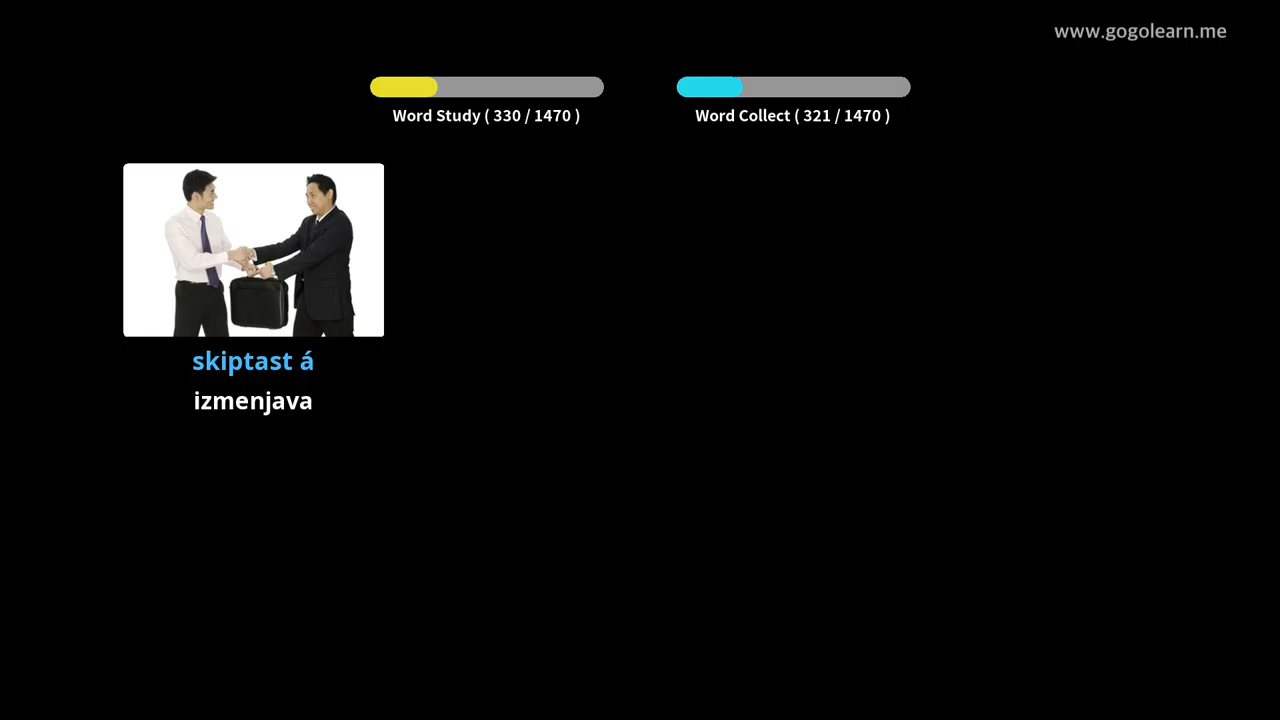 www.gogolearn.me
Word Study ( 330 / 1470 )
Word Collect ( 321 / 1470 )
skiptast á
izmenjava